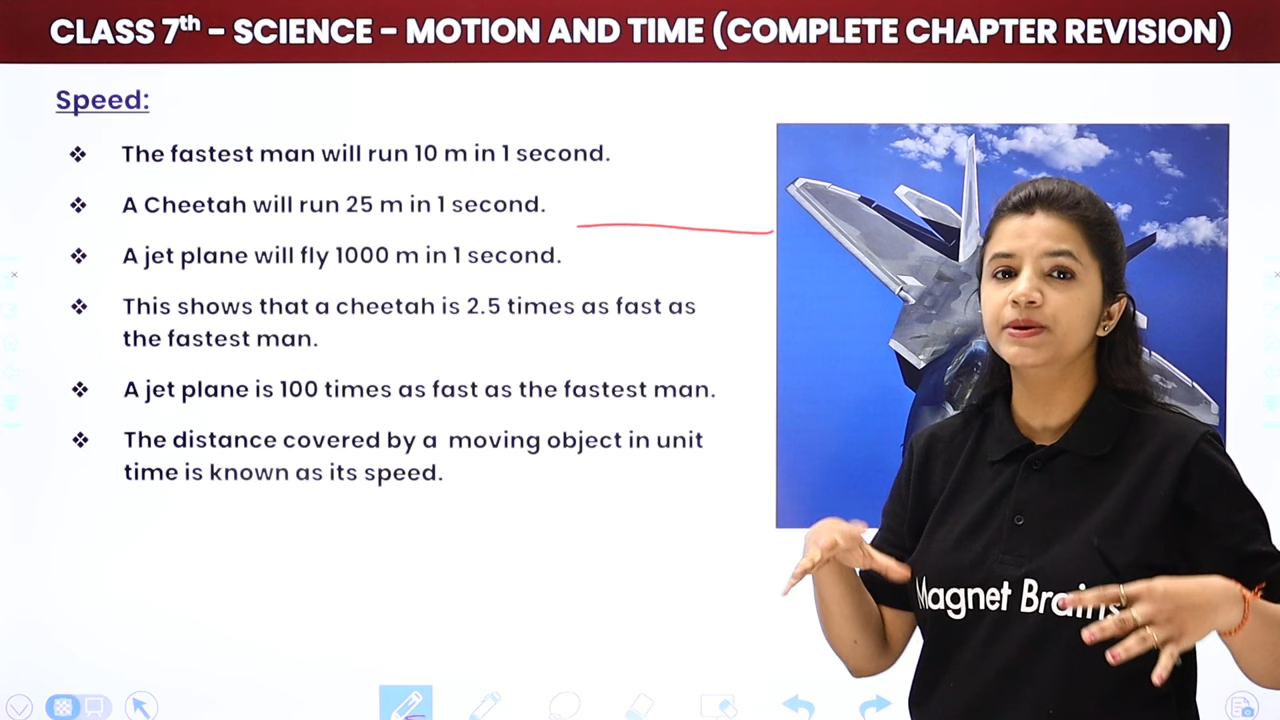 CLASS 7th – SCIENCE – MOTION AND TIME (COMPLETE CHAPTER REVISION)
Speed:
❖ The fastest man will run 10 m in 1 second.
❖ A Cheetah will run 25 m in 1 second.
❖ A jet plane will fly 1000 m in 1 second.
❖ This shows that a cheetah is 2.5 times as fast as
the fastest man.
❖ A jet plane is 100 times as fast as the fastest man.
❖ The distance covered by a moving object in unit
time is known as its speed.
Magnet Brains